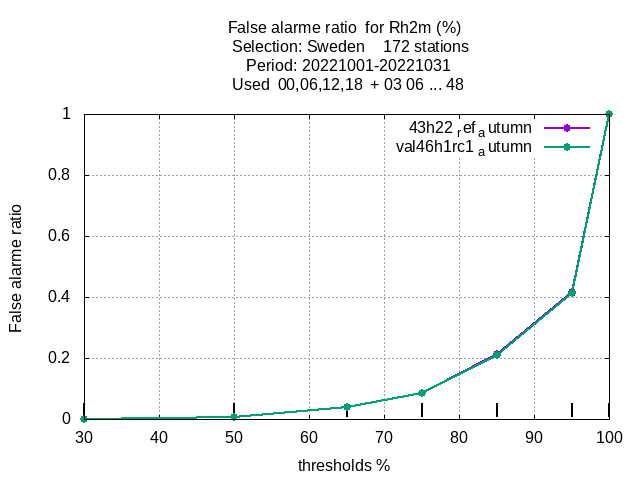 False alarme ratio  for Rh2m (%)
Selection: Sweden    172 stations
Period: 20221001-20221031
Used  00,06,12,18  + 03 06 ... 48
43h22 ref a utumn
val46h1rc1 a utumn
1
0.8
0.6
0.4
0.2
0
False alarme ratio
30 40 50 60 70 80 90 100
thresholds %